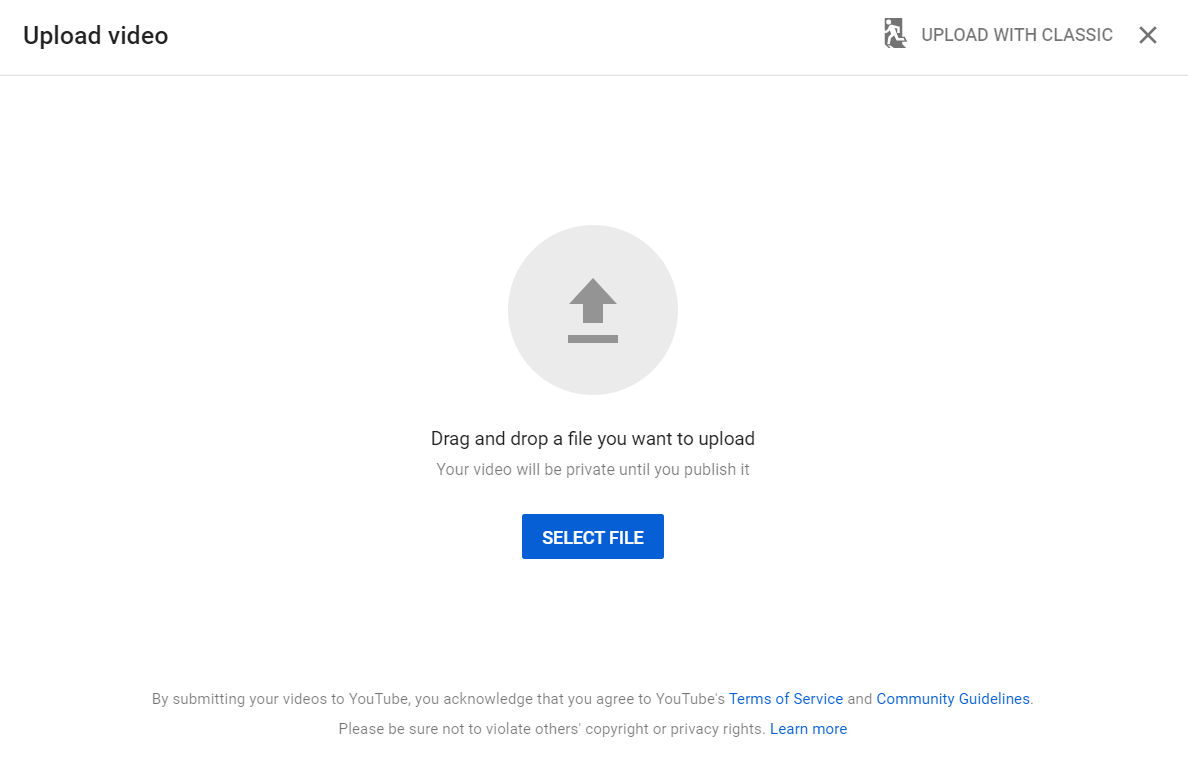 Upload video
UPLOAD WITH CLASSIC
Drag and drop a file you want to upload
Your video will be private until you publish it
SELECT FILE
By submitting your videos to YouTube, you acknowledge that you agree to YouTube's Terms of Service and Community Guidelines.
Please be sure not to violate others' copyright or privacy rights. Learn more